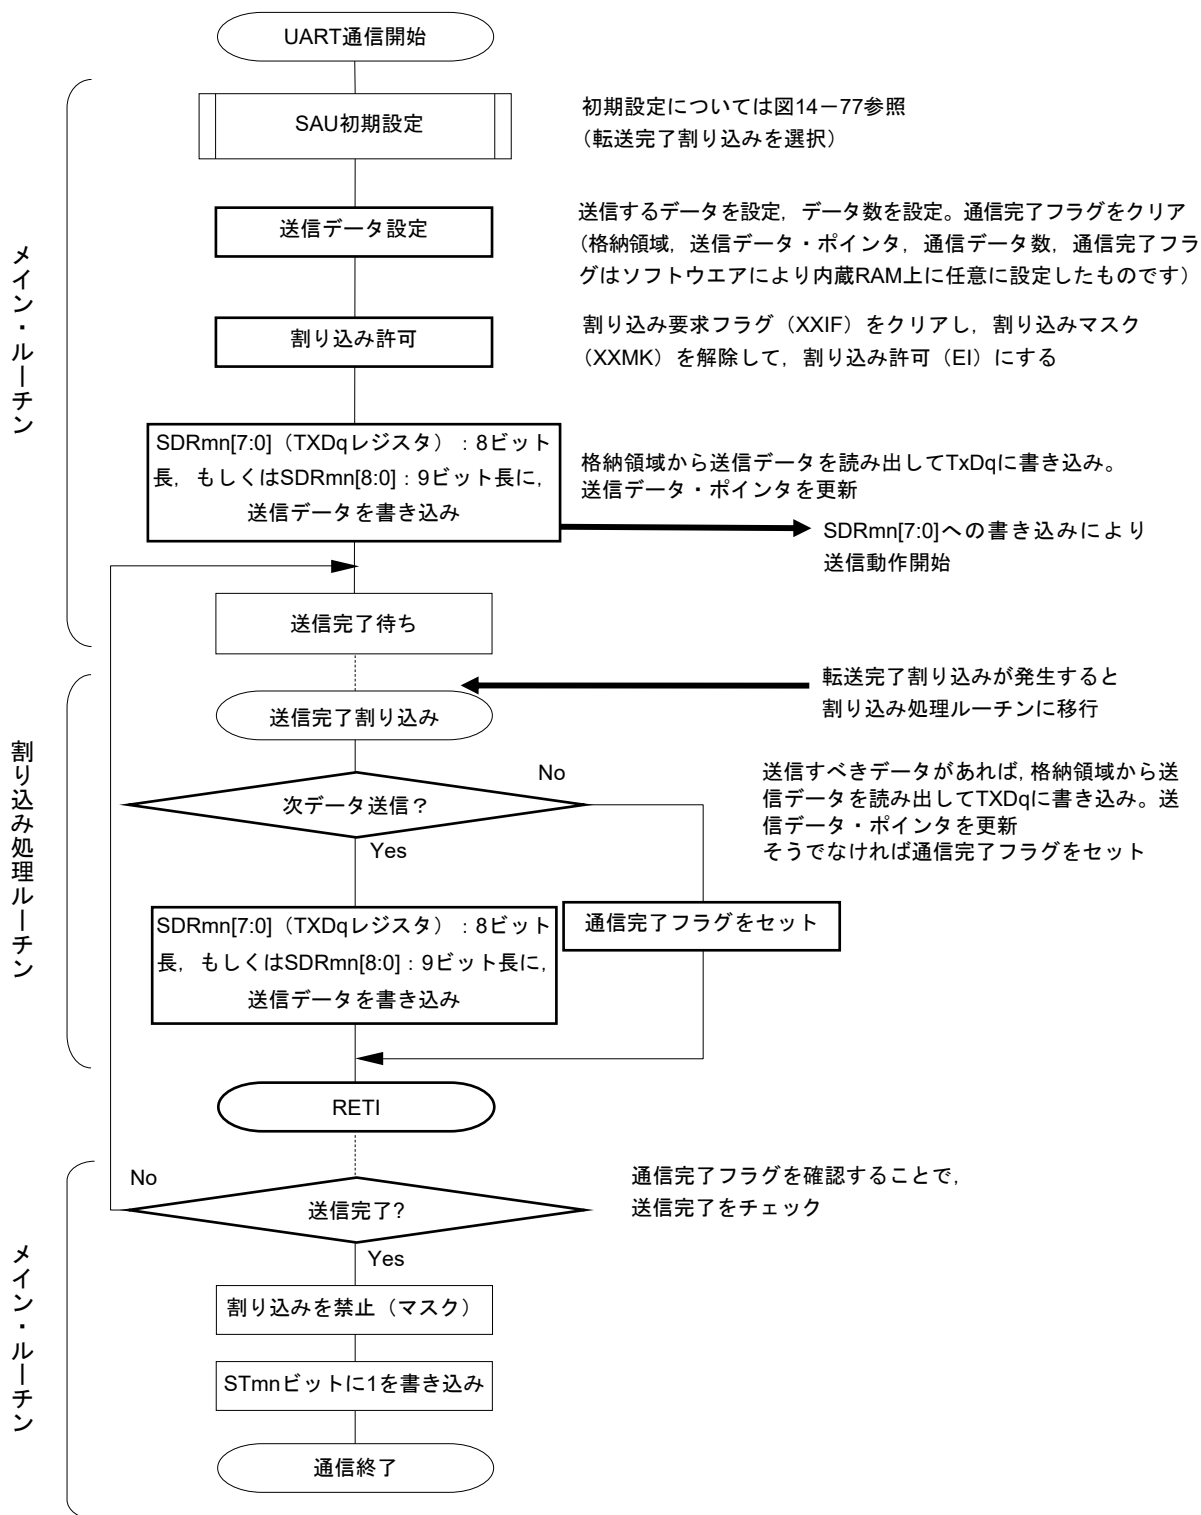 UART通信開始
メイン・ルーチン
SAU初期設定
初期設定については図14－77参照
（転送完了割り込みを選択）
送信データ設定
送信するデータを設定，データ数を設定。通信完了フラグをクリア
（格納領域，送信データ・ポインタ，通信データ数，通信完了フラ
グはソフトウエアにより内蔵RAM上に任意に設定したものです）
割り込み許可
割り込み要求フラグ（XXIF）をクリアし，割り込みマスク
（XXMK）を解除して，割り込み許可（EI）にする
SDRmn[7:0]（TXDqレジスタ）：8ビット
長，もしくはSDRmn[8:0]：9ビット長に，
送信データを書き込み
格納領域から送信データを読み出してTxDqに書き込み。
送信データ・ポインタを更新
SDRmn[7:0]への書き込みにより
送信動作開始
送信完了待ち
転送完了割り込みが発生すると
割り込み処理ルーチンに移行
割り込み処理ルーチン
送信完了割り込み
次データ送信？
No
Yes
送信すべきデータがあれば，格納領域から送
信データを読み出してTXDqに書き込み。送
信データ・ポインタを更新
そうでなければ通信完了フラグをセット
SDRmn[7:0]（TXDqレジスタ）：8ビット
長，もしくはSDRmn[8:0]：9ビット長に，
送信データを書き込み
通信完了フラグをセット
RETI
メイン・ルーチン
No
送信完了?
Yes
通信完了フラグを確認することで，
送信完了をチェック
割り込みを禁止（マスク）
STmnビットに1を書き込み
通信終了